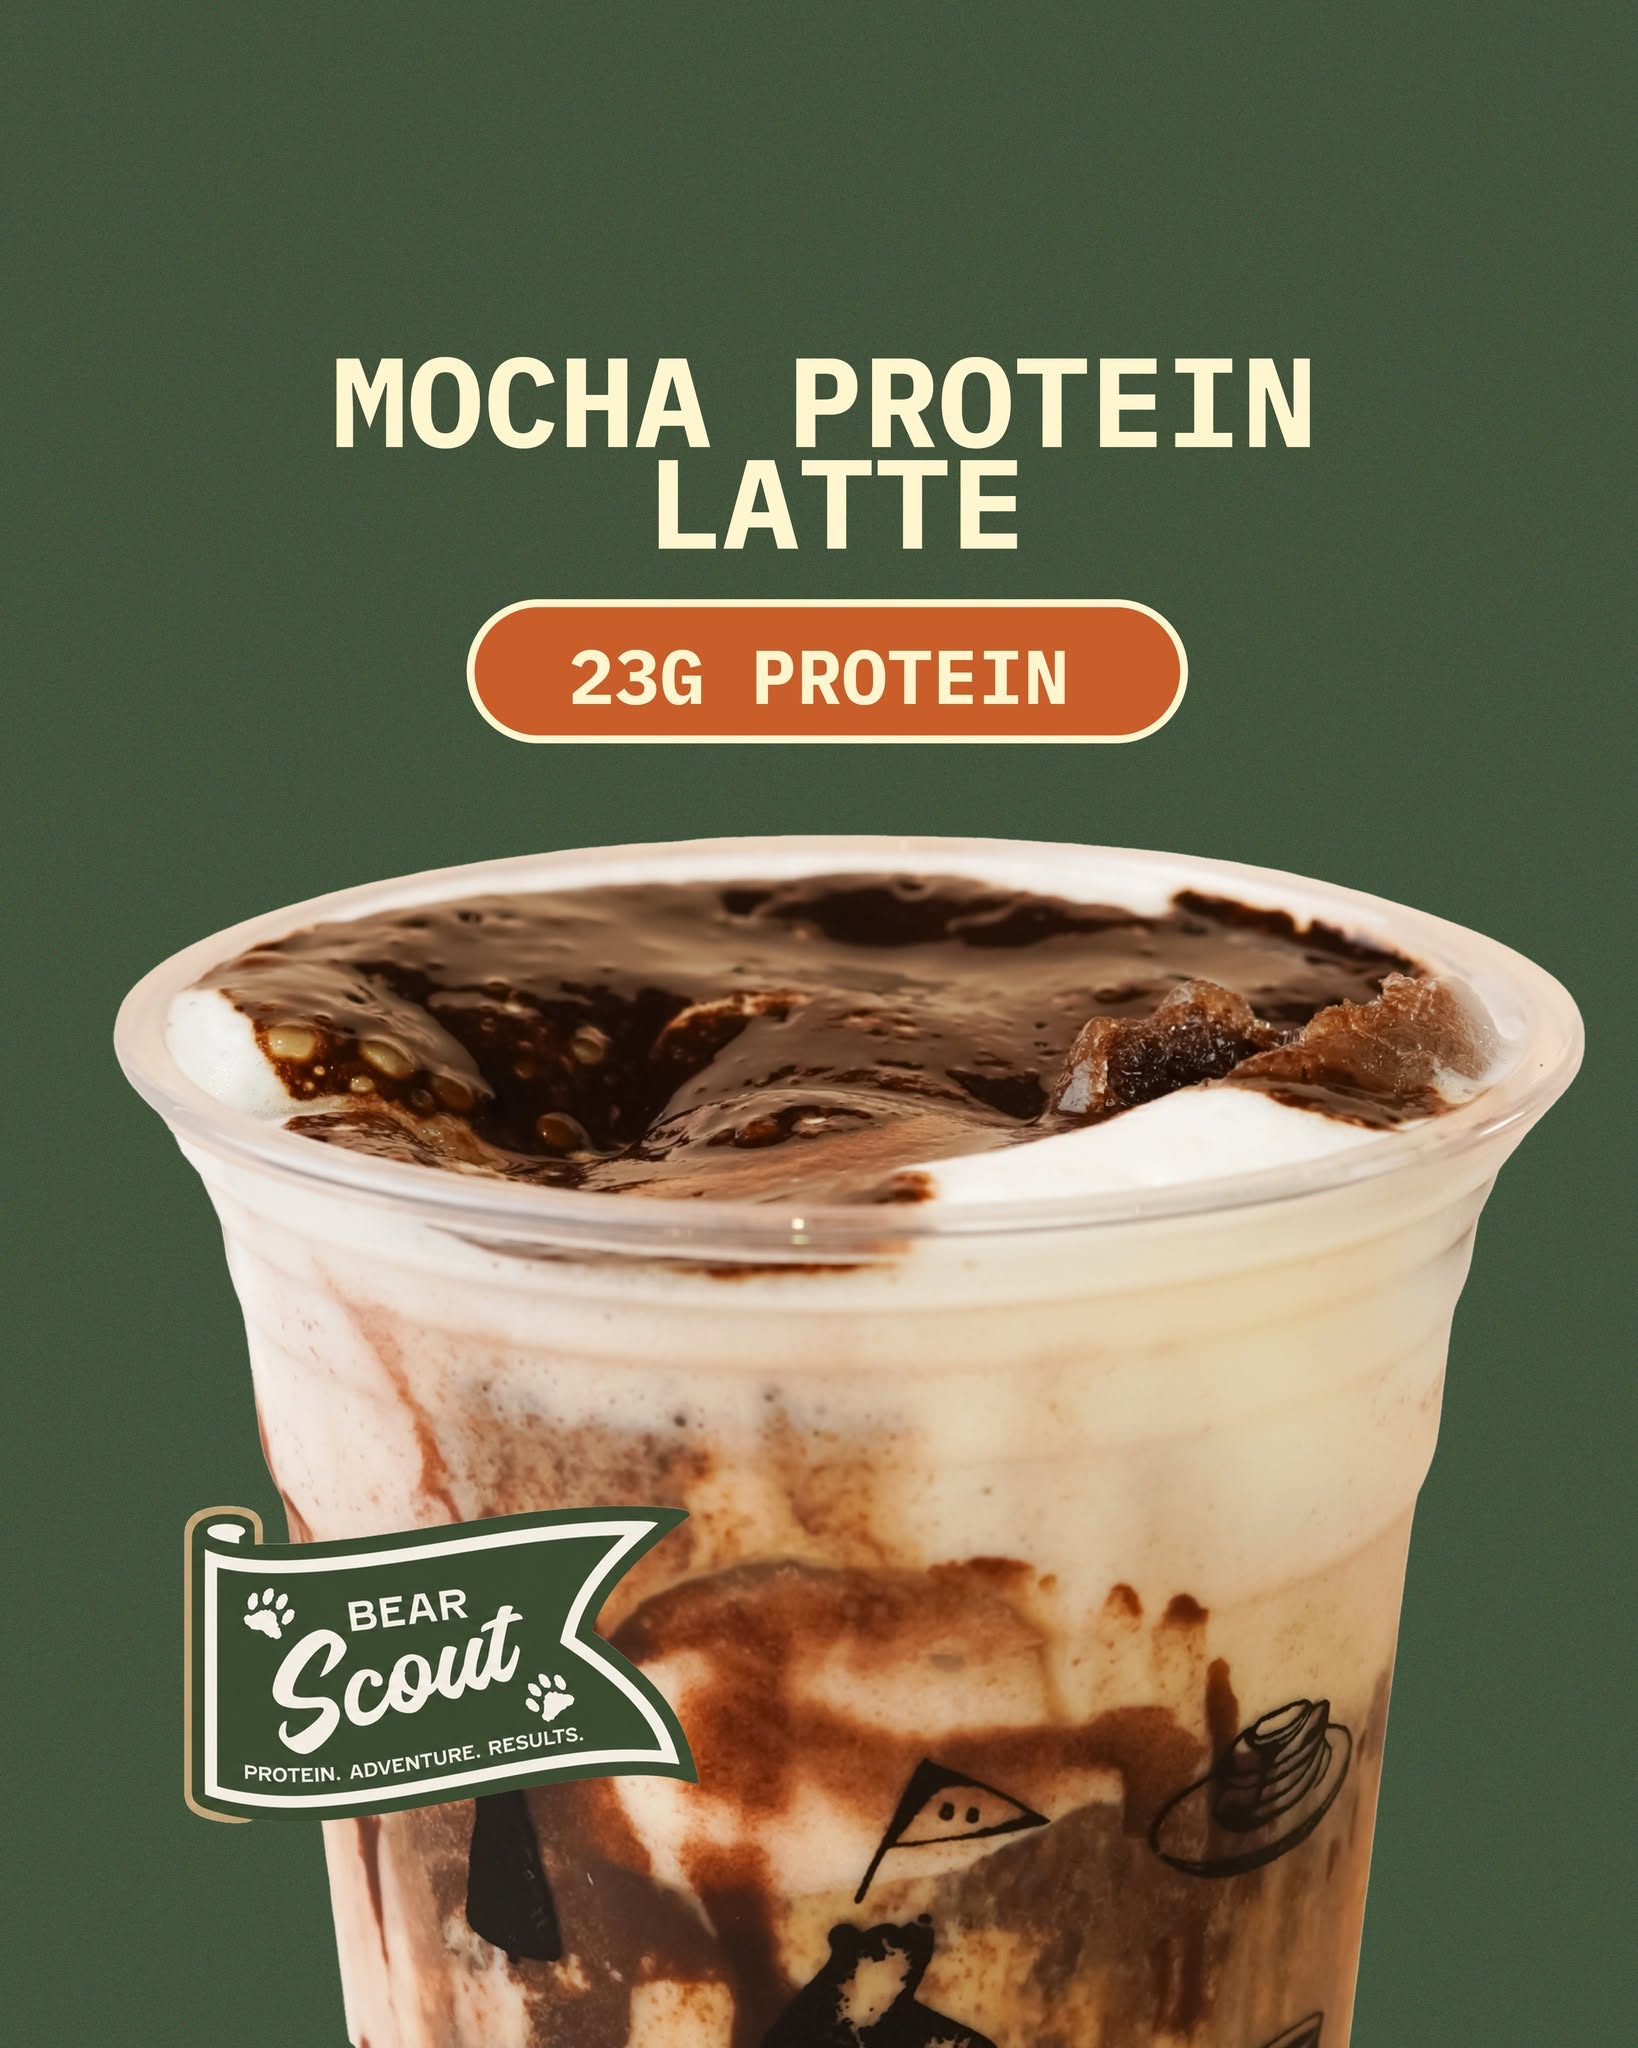 MOCHA PROTEIN
LATTE
23G PROTEIN
BEAR
Scout
PROTEIN. ADVENTURE. RESULTS.